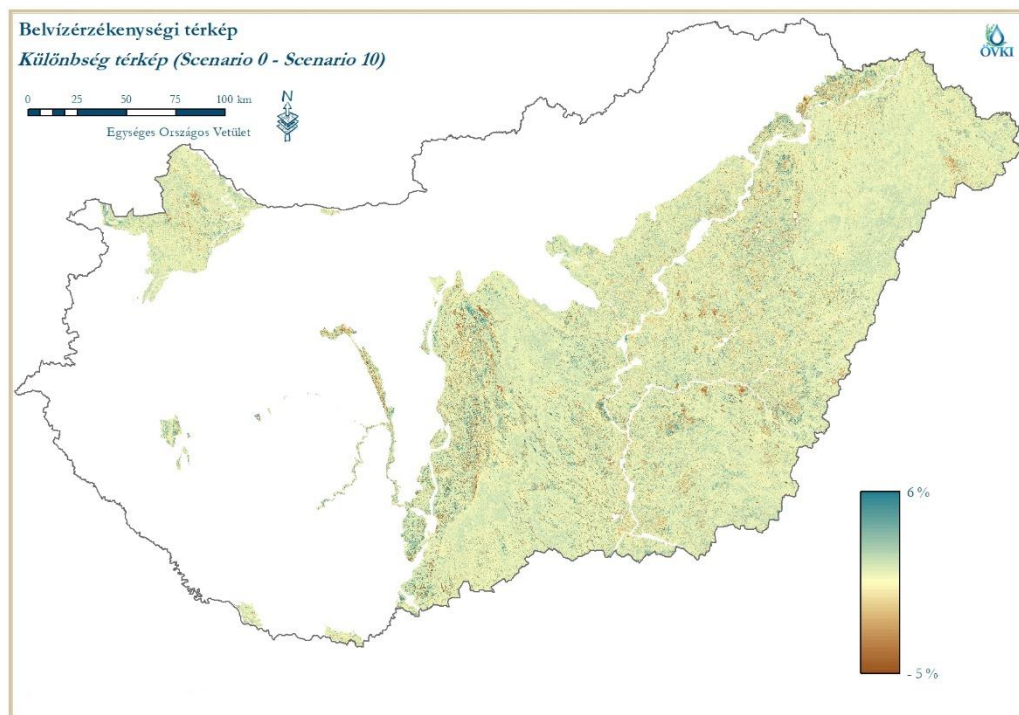 Belvízérzékenységi térkép
Különbség térkép (Scenario 0 - Scenario 10)
ÖVKI
0 25 50 75 100 km
N
Egységes Országos Vetület
6 %
- 5 %